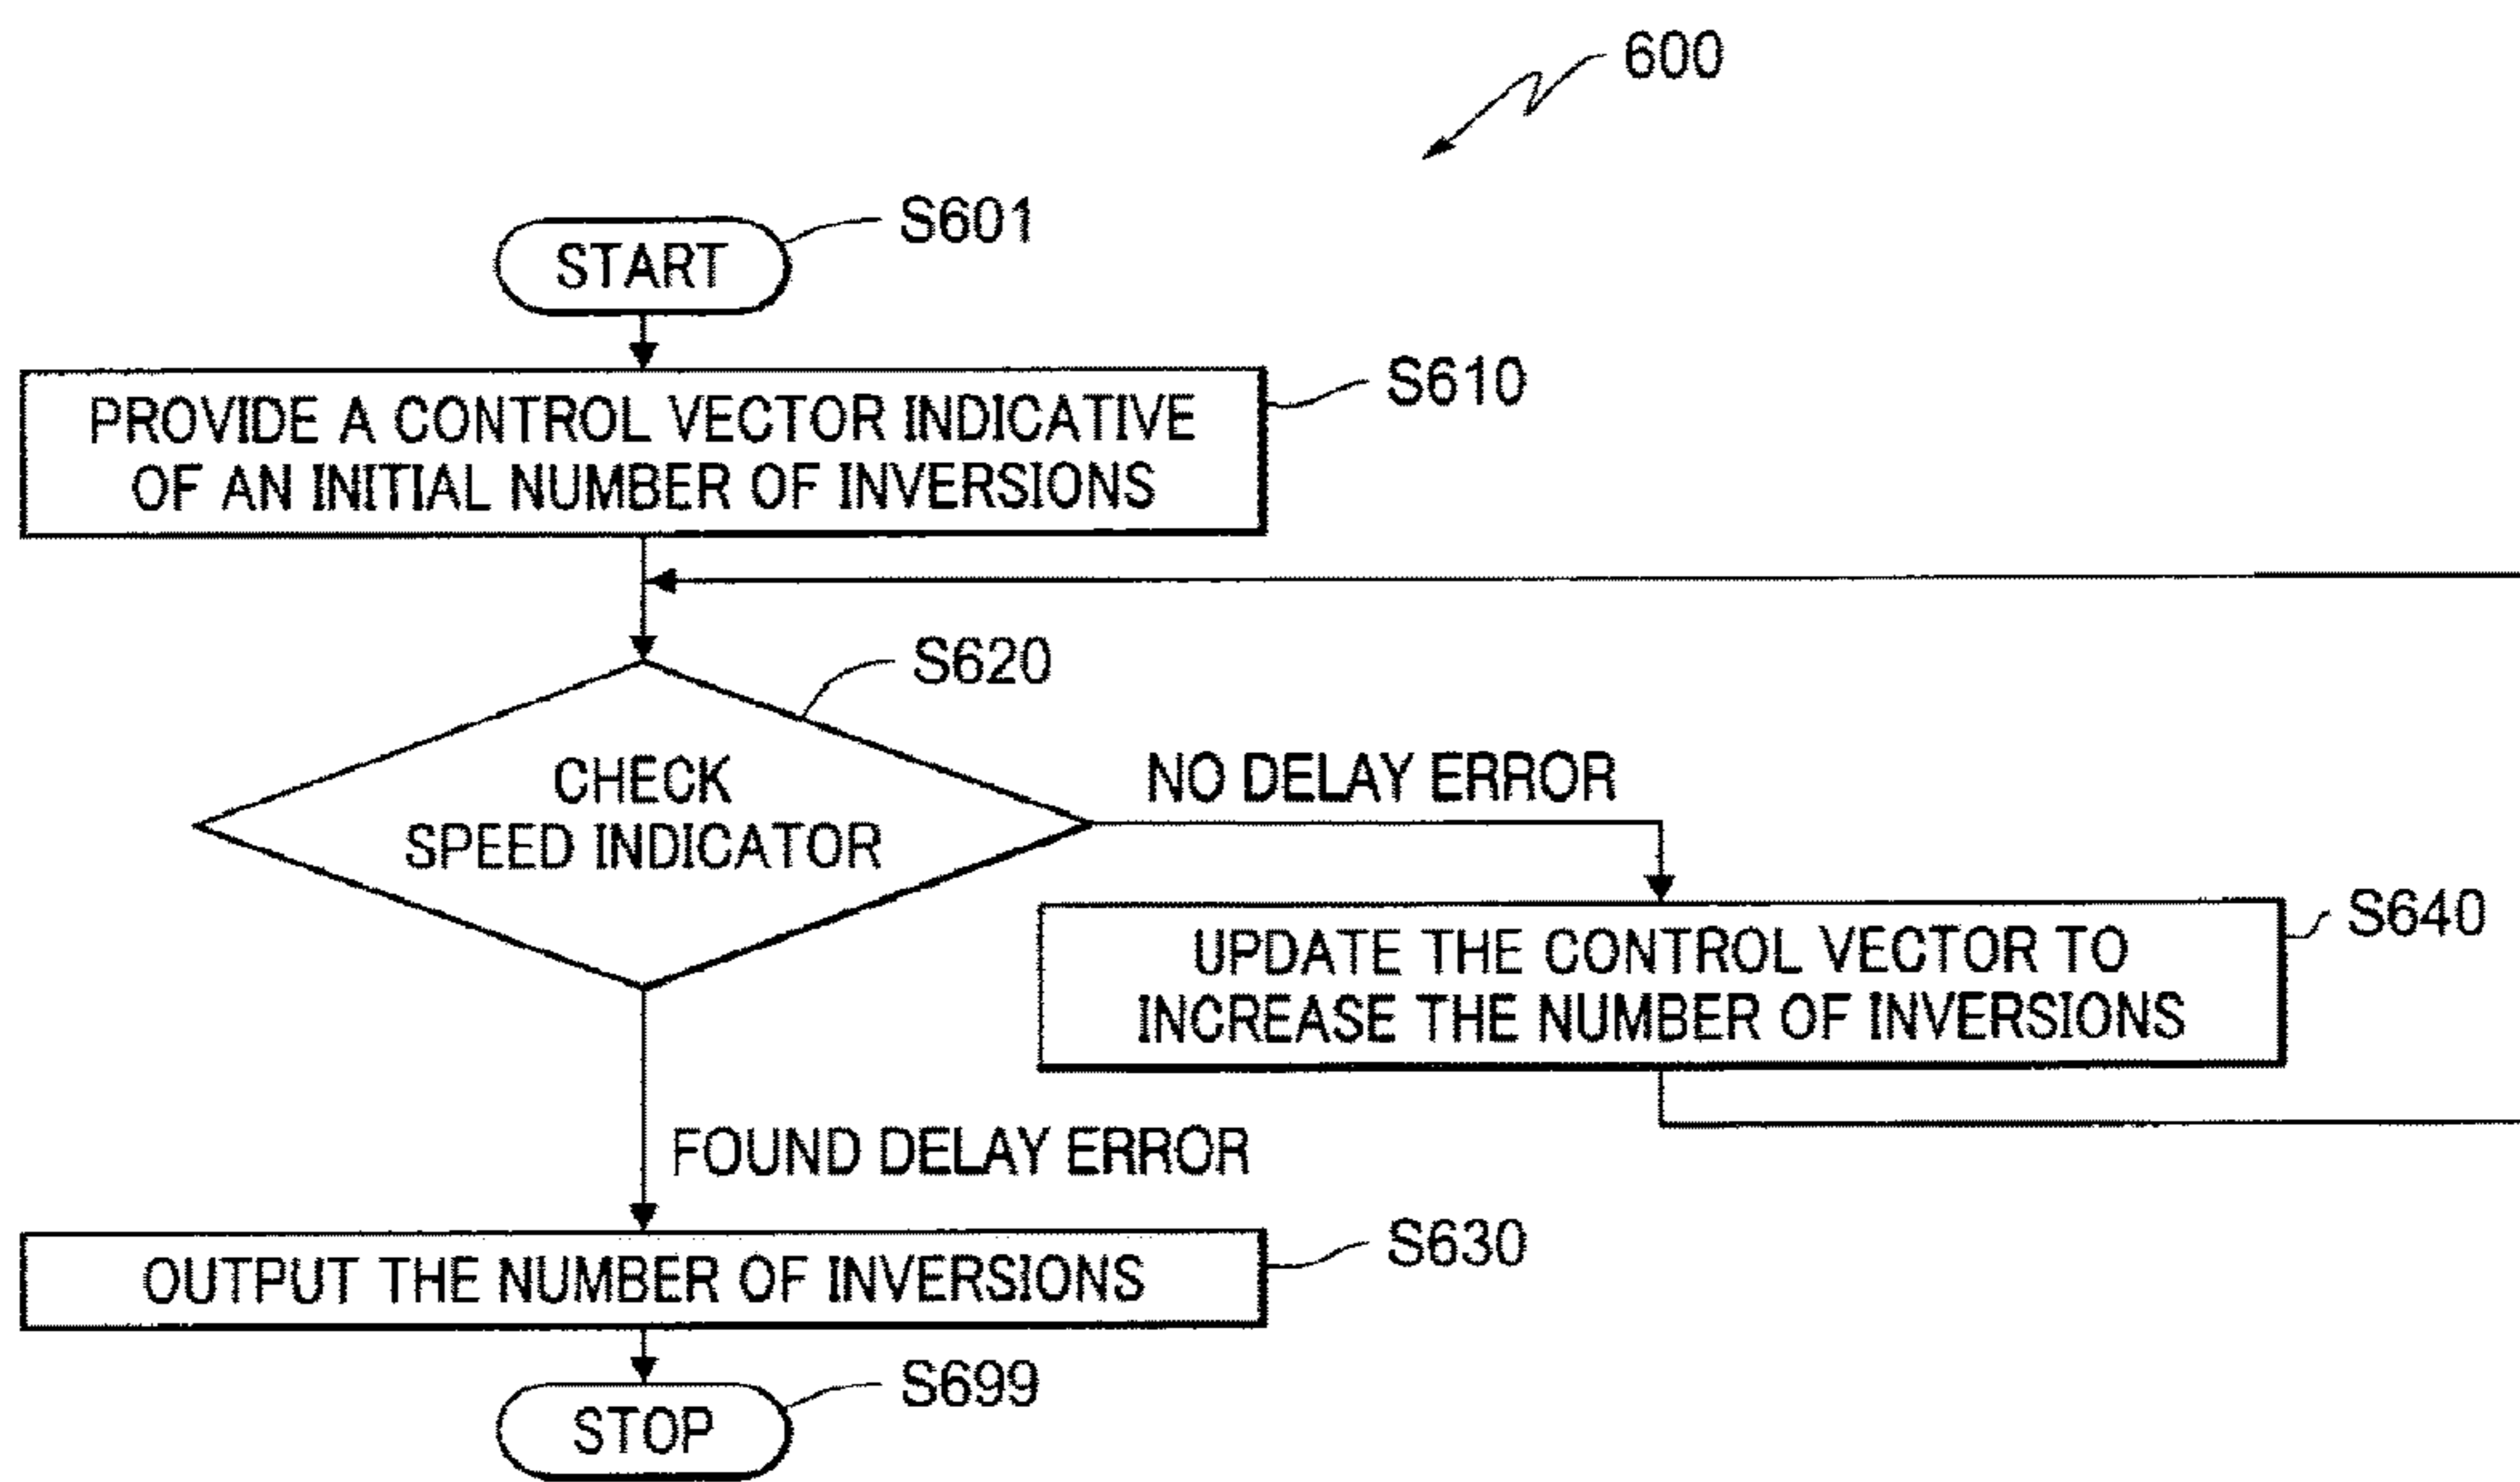 600
S601
START
S610
PROVIDE A CONTROL VECTOR INDICATIVE
OF AN INITIAL NUMBER OF INVERSIONS
S620
CHECK
SPEED INDICATOR
NO DELAY ERROR
S640
UPDATE THE CONTROL VECTOR TO
INCREASE THE NUMBER OF INVERSIONS
FOUND DELAY ERROR
S630
OUTPUT THE NUMBER OF INVERSIONS
S699
STOP